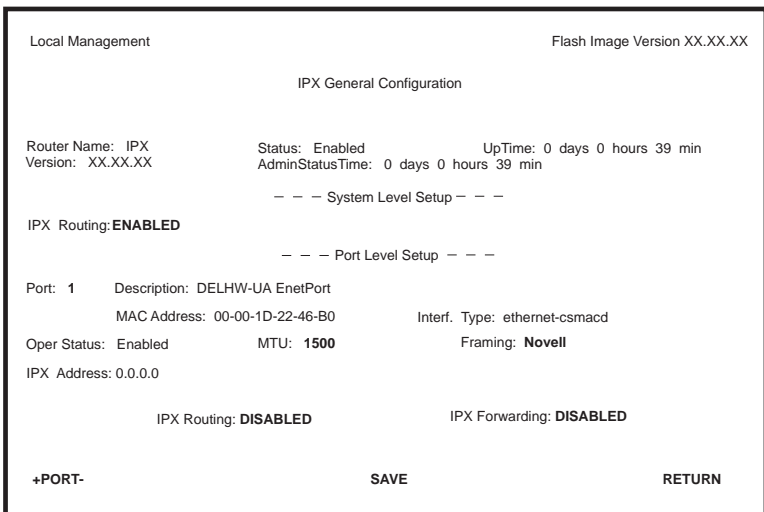 Local Management Flash Image Version XX.XX.XX
IPX General Configuration
Router Name: IPX Status: Enabled UpTime: 0 days 0 hours 39 min
Version: XX.XX.XX AdminStatusTime: 0 days 0 hours 39 min
– – – System Level Setup – – –
IPX Routing: ENABLED
– – – Port Level Setup – – –
Port: 1 Description: DELHW-UA EnetPort
MAC Address: 00-00-1D-22-46-B0 Interf. Type: ethernet-csmacd
Oper Status: Enabled MTU: 1500 Framing: Novell
IPX Address: 0.0.0.0
IPX Routing: DISABLED IPX Forwarding: DISABLED
+PORT- SAVE RETURN